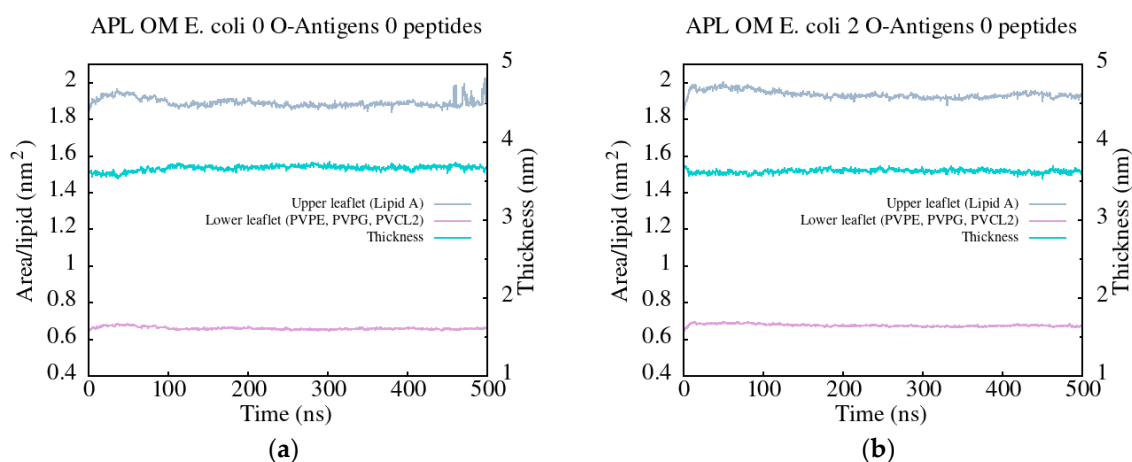 APL OM E. coli 0 O-Antigens 0 peptides
2
1.8
1.6
1.4
1.2
1
0.8
0.6
0.4
Area/lipid (nm²)
5
4
3
2
1
Thickness (nm)
Upper leaflet (Lipid A)
Lower leaflet (PVPE, PVPG, PVCL2)
Thickness
0 100 200 300 400 500
Time (ns)
(a)
APL OM E. coli 2 O-Antigens 0 peptides
2
1.8
1.6
1.4
1.2
1
0.8
0.6
0.4
Area/lipid (nm²)
5
4
3
2
1
Thickness (nm)
Upper leaflet (Lipid A)
Lower leaflet (PVPE, PVPG, PVCL2)
Thickness
0 100 200 300 400 500
Time (ns)
(b)